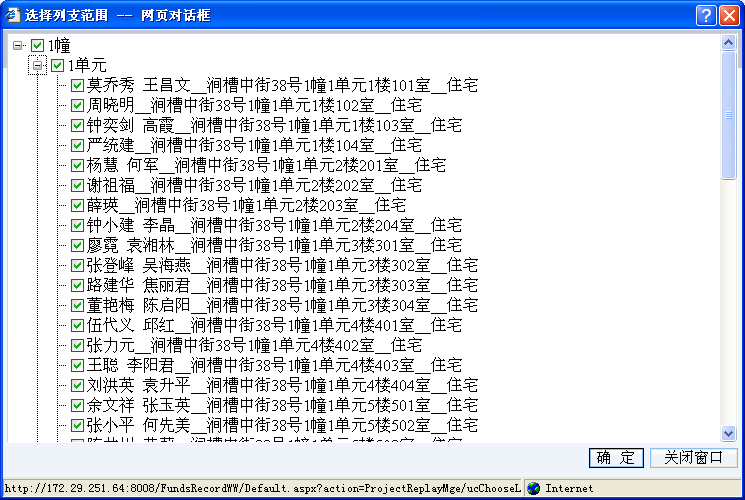 选择列支范围 -- 网页对话框
1幢
1单元
莫乔秀 王昌文__涧槽中街38号1幢1单元1楼101室__住宅
周晓明__涧槽中街38号1幢1单元1楼102室__住宅
钟奕剑 高霞__涧槽中街38号1幢1单元1楼103室__住宅
严统建__涧槽中街38号1幢1单元1楼104室__住宅
杨慧 何军__涧槽中街38号1幢1单元2楼201室__住宅
谢祖福__涧槽中街38号1幢1单元2楼202室__住宅
薛瑛__涧槽中街38号1幢1单元2楼203室__住宅
钟小建 李晶__涧槽中街38号1幢1单元2楼204室__住宅
廖霓 袁湘林__涧槽中街38号1幢1单元3楼301室__住宅
张登峰 吴海燕__涧槽中街38号1幢1单元3楼302室__住宅
路建华 焦丽君__涧槽中街38号1幢1单元3楼303室__住宅
董艳梅 陈启阳__涧槽中街38号1幢1单元3楼304室__住宅
伍代义 邱红__涧槽中街38号1幢1单元4楼401室__住宅
张力元__涧槽中街38号1幢1单元4楼402室__住宅
王聪 李阳君__涧槽中街38号1幢1单元4楼403室__住宅
刘洪英 袁升平__涧槽中街38号1幢1单元4楼404室__住宅
余文祥 张玉英__涧槽中街38号1幢1单元5楼501室__住宅
张小平 何先美__涧槽中街38号1幢1单元5楼502室__住宅
确 定 关闭窗口
http://172.29.251.64:8008/FundsRecordWW/Default.aspx?action=ProjectReplayMge/ucChooseL Internet